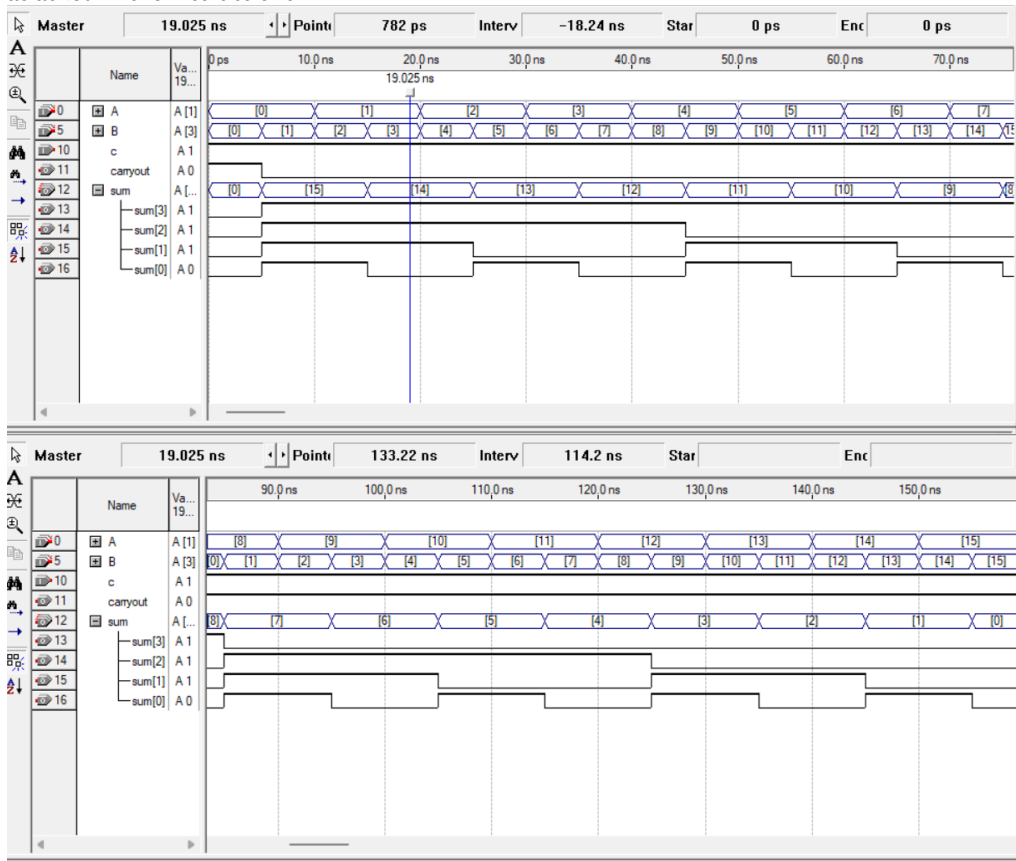 Master 19.025 ns Pointe 782 ps Interv -18.24 ns Star 0 ps Enc 0 ps
Name Va... 19... 0 ps 10.0 ns 20.0 ns 30.0 ns 40.0 ns 50.0 ns 60.0 ns 70.0 ns
19.025 ns
0 A A [1] [0] [1] [2] [3] [4] [5] [6] [7]
5 B A [3] [0] [1] [2] [3] [4] [5] [6] [7] [8] [9] [10] [11] [12] [13] [14]
10 c A 1
11 carryout A 0
12 sum A [... [0] [15] [14] [13] [12] [11] [10] [9]
13 sum[3] A 1
14 sum[2] A 1
15 sum[1] A 1
16 sum[0] A 0
Master 19.025 ns Pointe 133.22 ns Interv 114.2 ns Star Enc
Name Va... 19... 90.0 ns 100.0 ns 110.0 ns 120.0 ns 130.0 ns 140.0 ns 150.0 ns
0 A A [1] [8] [9] [10] [11] [12] [13] [14] [15]
5 B A [3] [0] [1] [2] [3] [4] [5] [6] [7] [8] [9] [10] [11] [12] [13] [14] [15]
10 c A 1
11 carryout A 0
12 sum A [... [8] [7] [6] [5] [4] [3] [2] [1] [0]
13 sum[3] A 1
14 sum[2] A 1
15 sum[1] A 1
16 sum[0] A 0